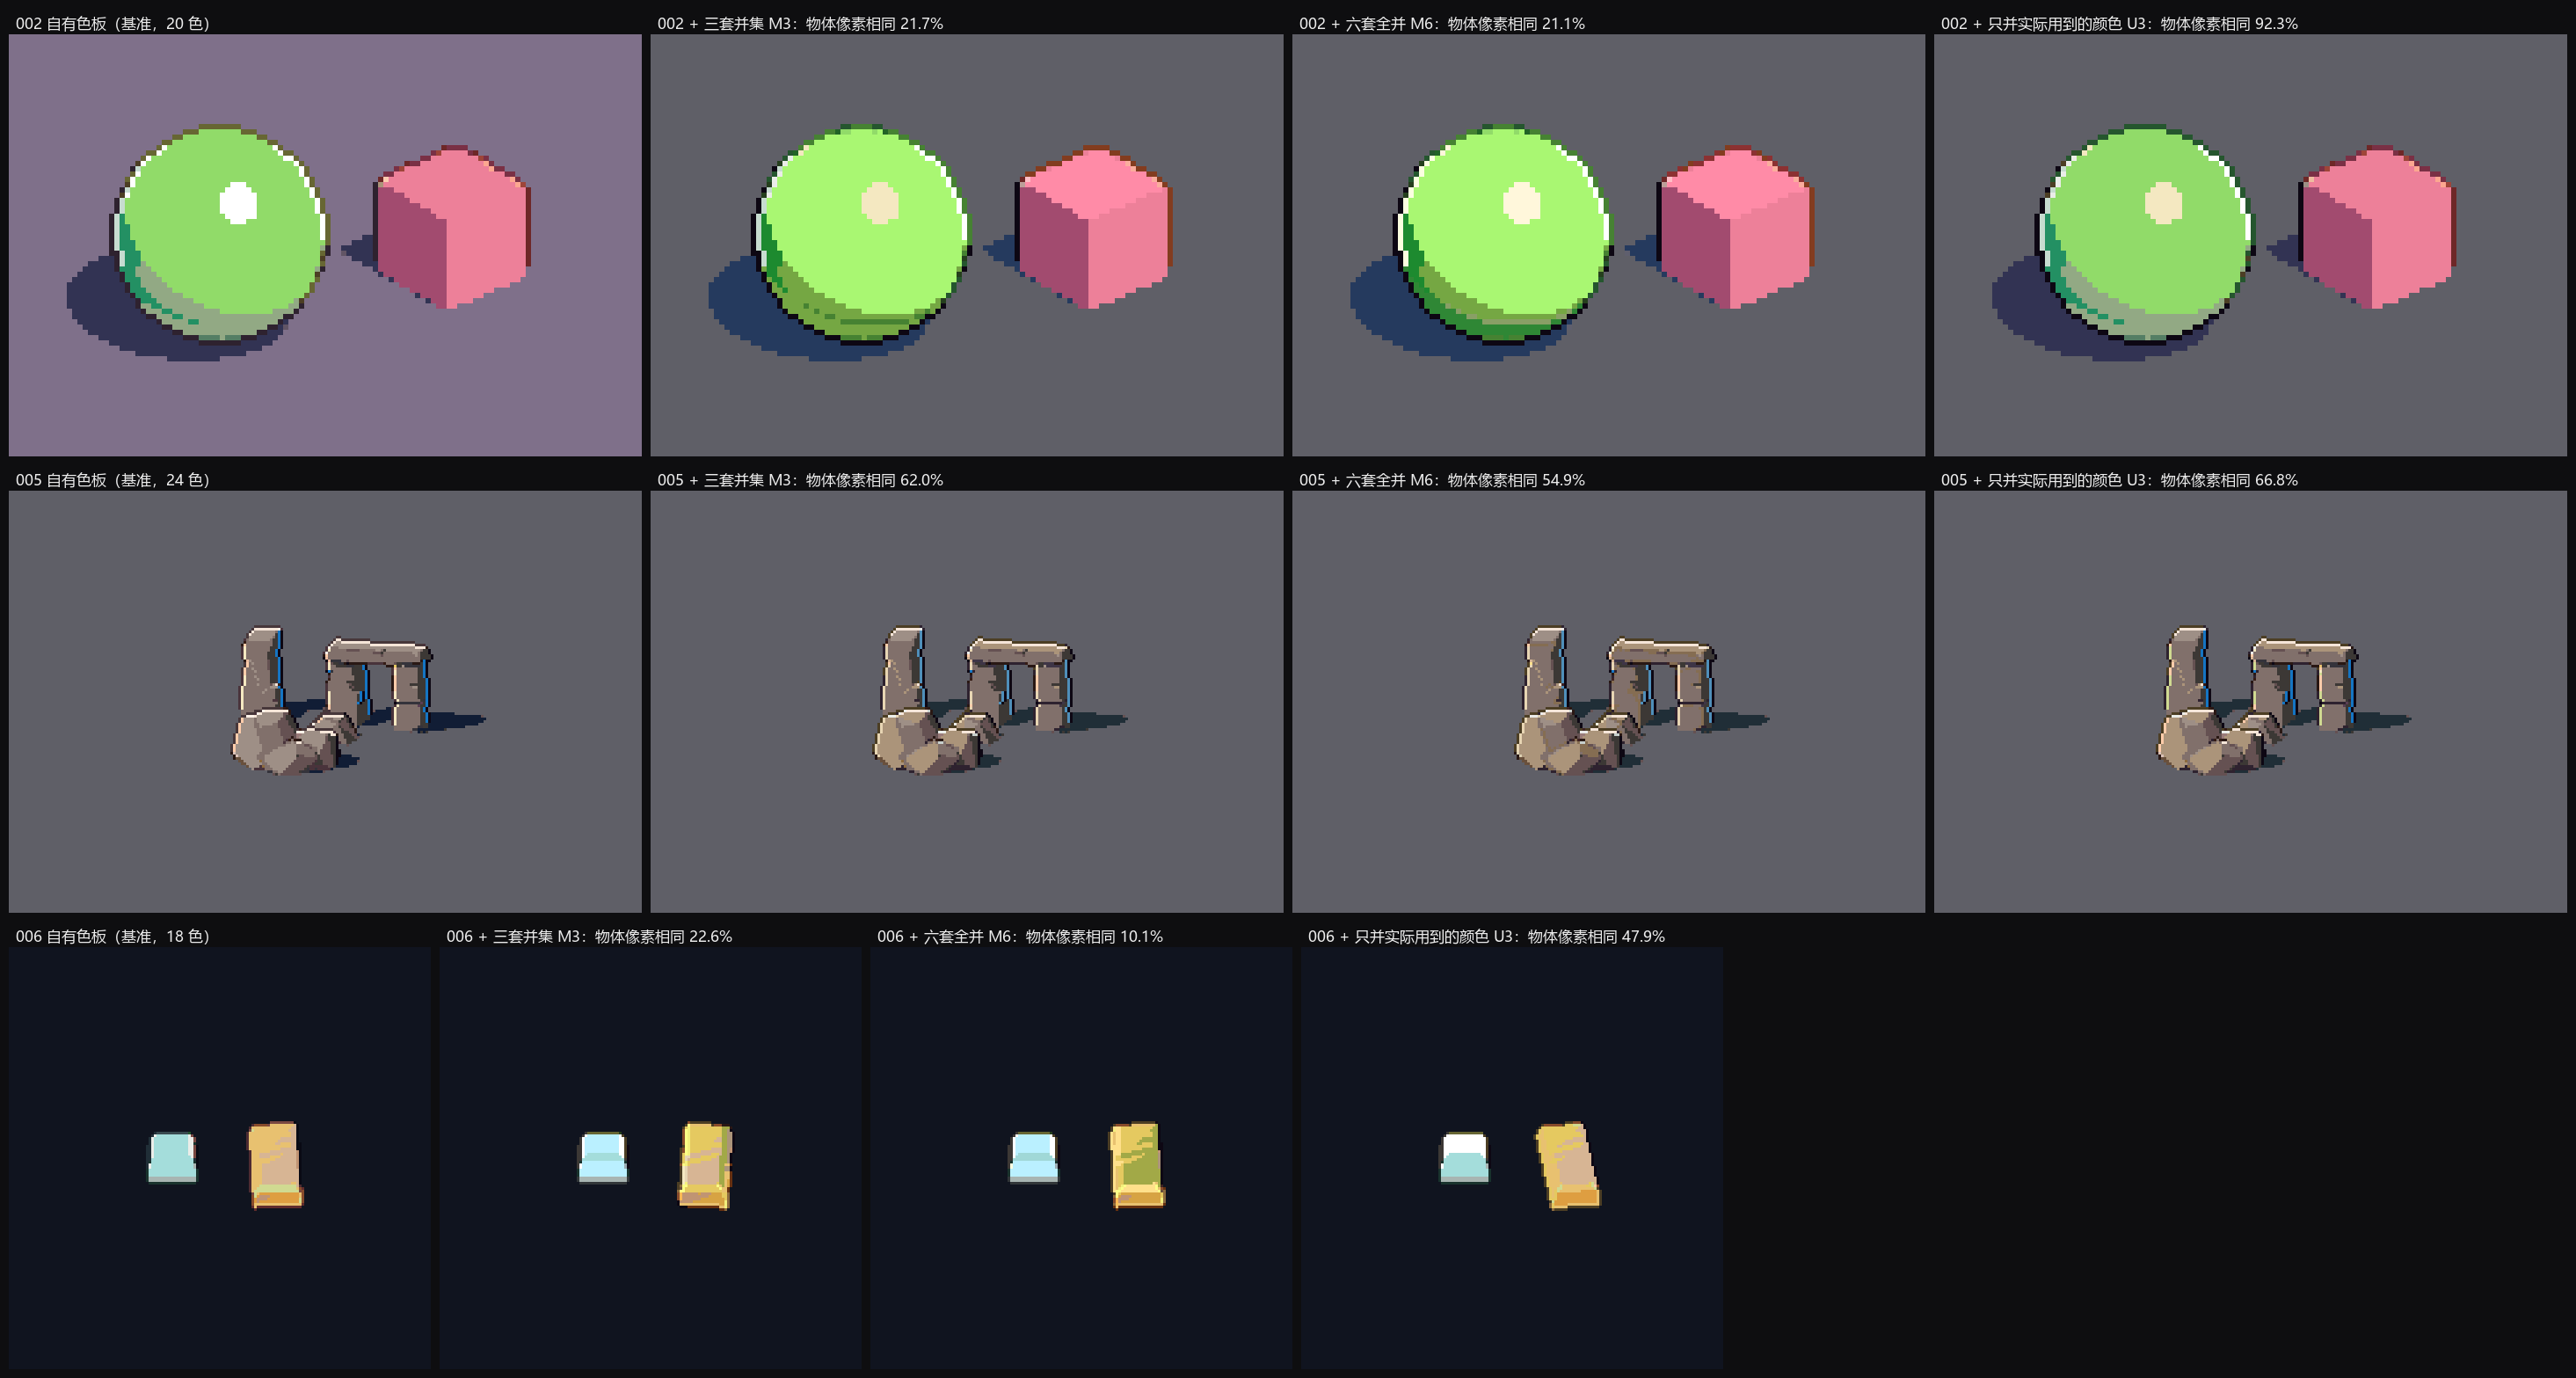 002 自有色板（基准，20 色）
002 + 三套并集 M3：物体像素相同 21.7%
002 + 六套全并 M6：物体像素相同 21.1%
002 + 只并实际用到的颜色 U3：物体像素相同 92.3%
005 自有色板（基准，24 色）
005 + 三套并集 M3：物体像素相同 62.0%
005 + 六套全并 M6：物体像素相同 54.9%
005 + 只并实际用到的颜色 U3：物体像素相同 66.8%
006 自有色板（基准，18 色）
006 + 三套并集 M3：物体像素相同 22.6%
006 + 六套全并 M6：物体像素相同 10.1%
006 + 只并实际用到的颜色 U3：物体像素相同 47.9%